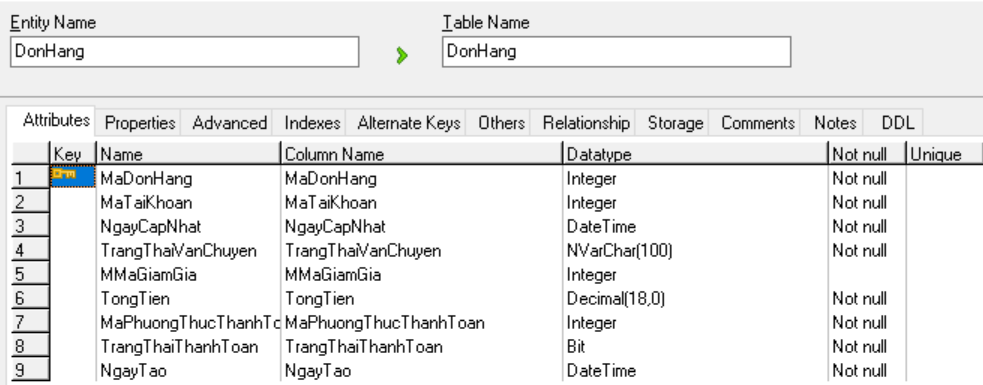 Entity Name Table Name
DonHang DonHang
Attributes Properties Advanced Indexes Alternate Keys Others Relationship Storage Comments Notes DDL
Key Name Column Name Datatype Not null Unique
1 MaDonHang MaDonHang Integer Not null
2 MaTaiKhoan MaTaiKhoan Integer Not null
3 NgayCapNhat NgayCapNhat DateTime Not null
4 TrangThaiVanChuyen TrangThaiVanChuyen NVarChar(100) Not null
5 MMaGiamGia MMaGiamGia Integer
6 TongTien TongTien Decimal(18,0) Not null
7 MaPhuongThucThanhTo MaPhuongThucThanhToan Integer Not null
8 TrangThaiThanhToan TrangThaiThanhToan Bit Not null
9 NgayTao NgayTao DateTime Not null